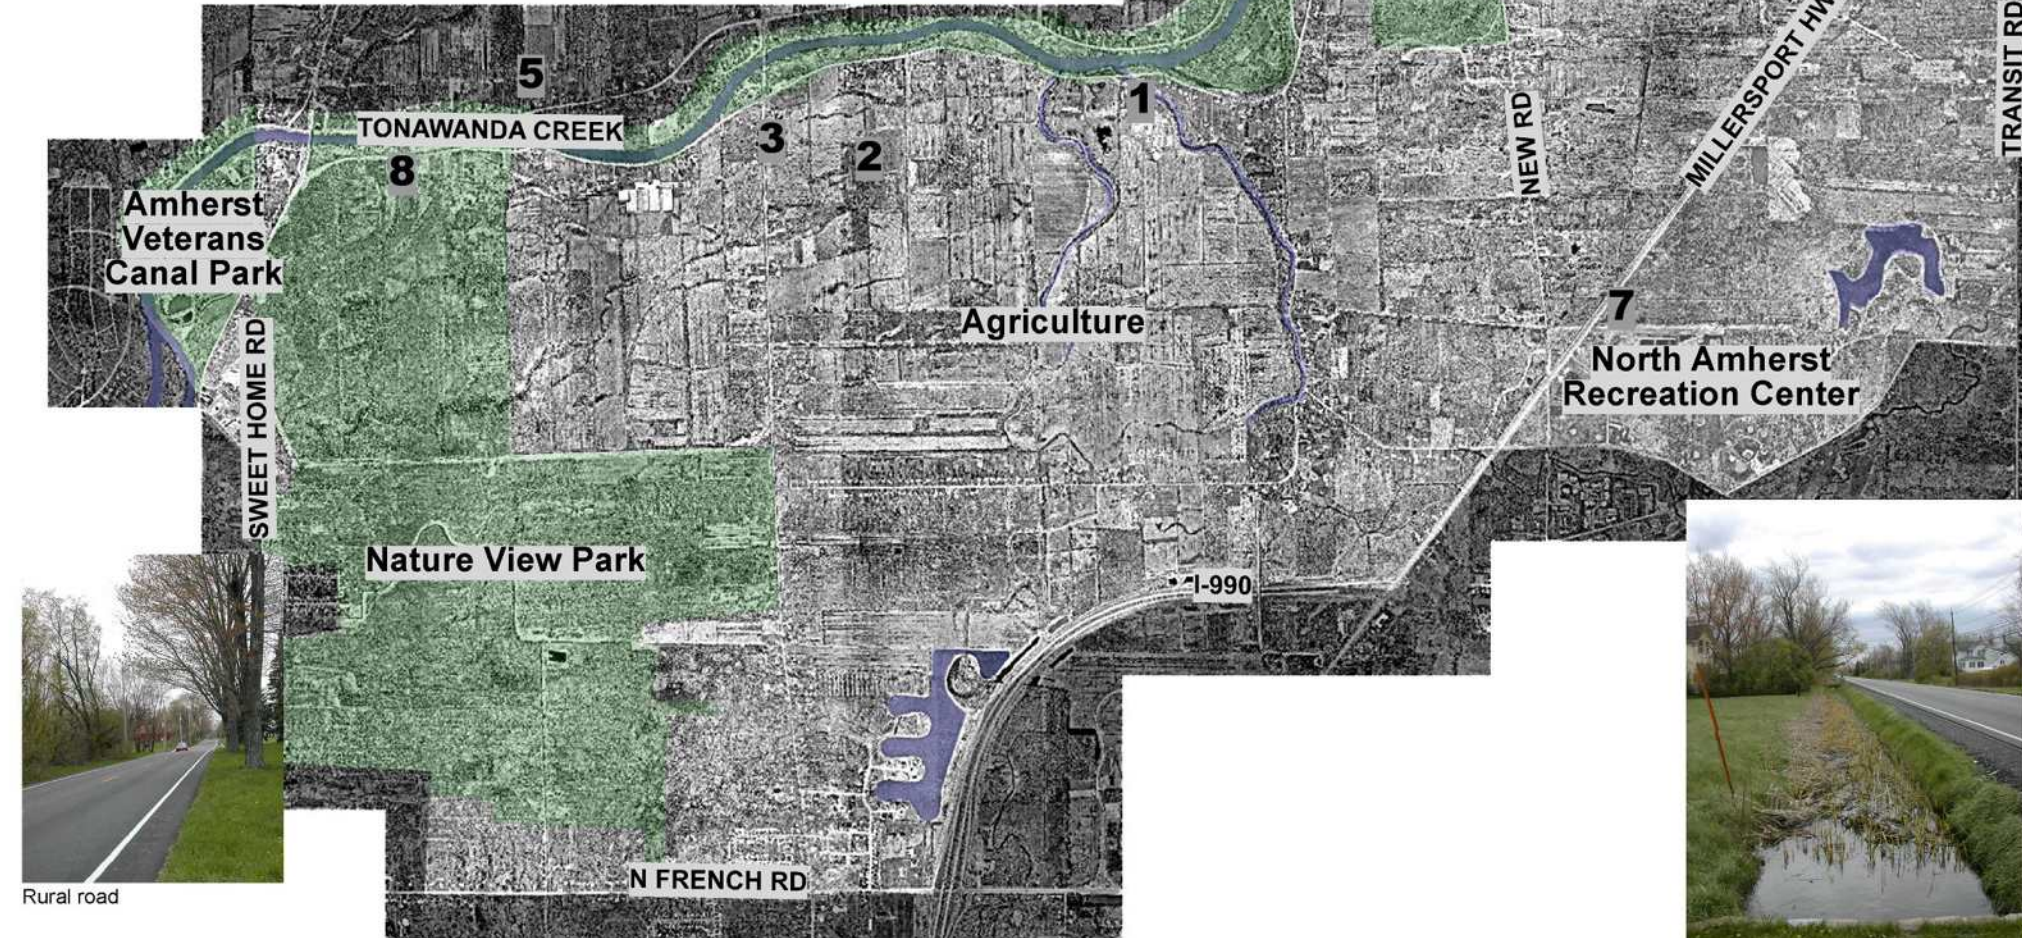 5
TONAWANDA CREEK
1
3
2
8
NEW RD
MILLERSPORT HW
TRANSIT RD
Amherst
Veterans
Canal Park
SWEET HOME RD
Agriculture
7
North Amherst
Recreation Center
Nature View Park
I-990
N FRENCH RD
Rural road